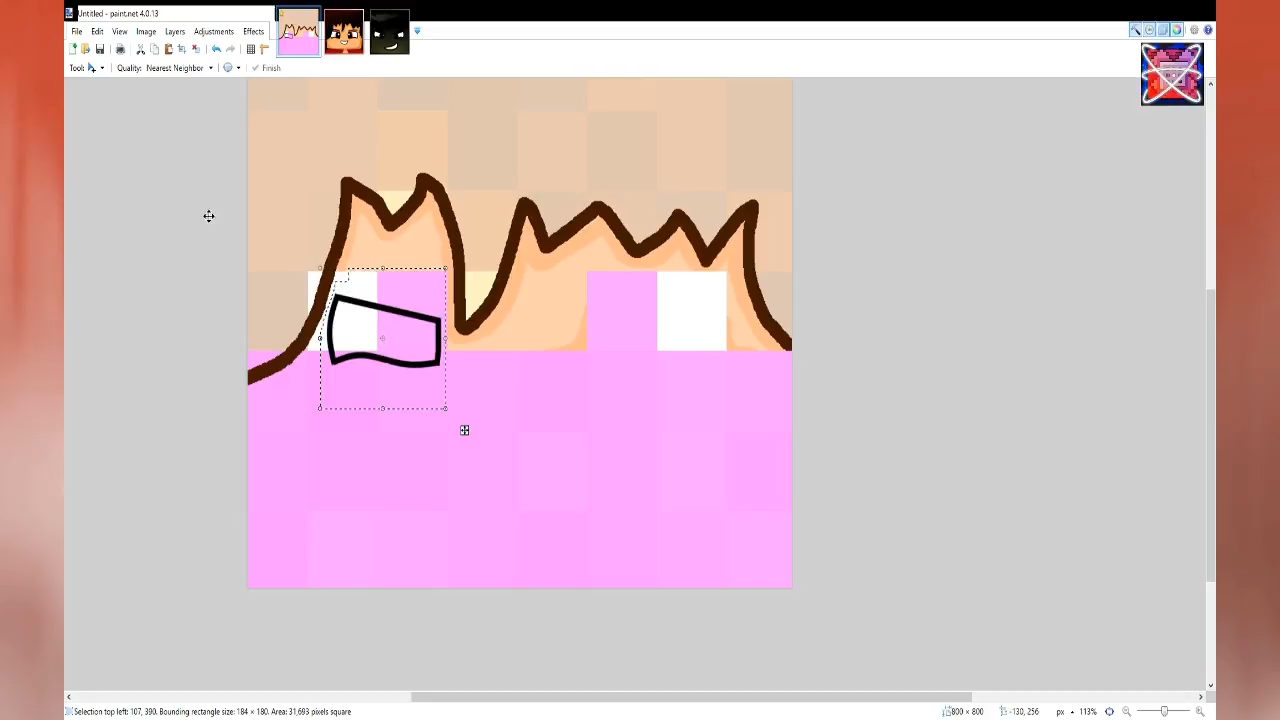 Untitled - paint.net 4.0.13
File Edit View Image Layers Adjustments Effects
Tool: Quality: Nearest Neighbor Finish
Selection top left: 107, 390. Bounding rectangle size: 184 × 180. Area: 31,693 pixels square 800 × 800 -130, 256 px 113%